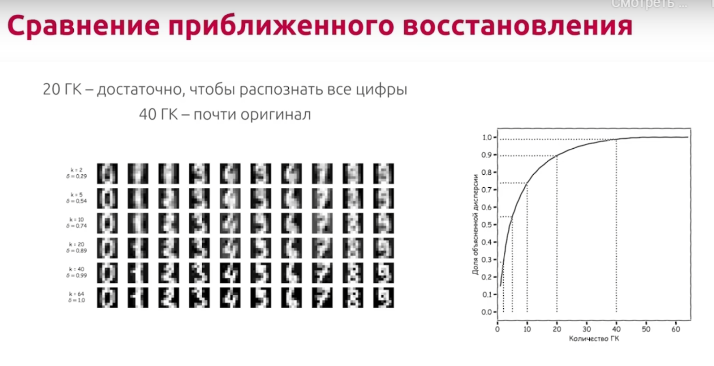 Смотреть ...
Сравнение приближенного восстановления
20 ГК – достаточно, чтобы распознать все цифры
40 ГК – почти оригинал
k = 2
δ = 0.29
k = 5
δ = 0.54
k = 10
δ = 0.74
k = 20
δ = 0.89
k = 40
δ = 0.99
k = 64
δ = 1.0
Доля объясненной дисперсии
1.0
0.9
0.8
0.7
0.6
0.5
0.4
0.3
0.2
0.1
0.0
0 10 20 30 40 50 60
Количество ГК